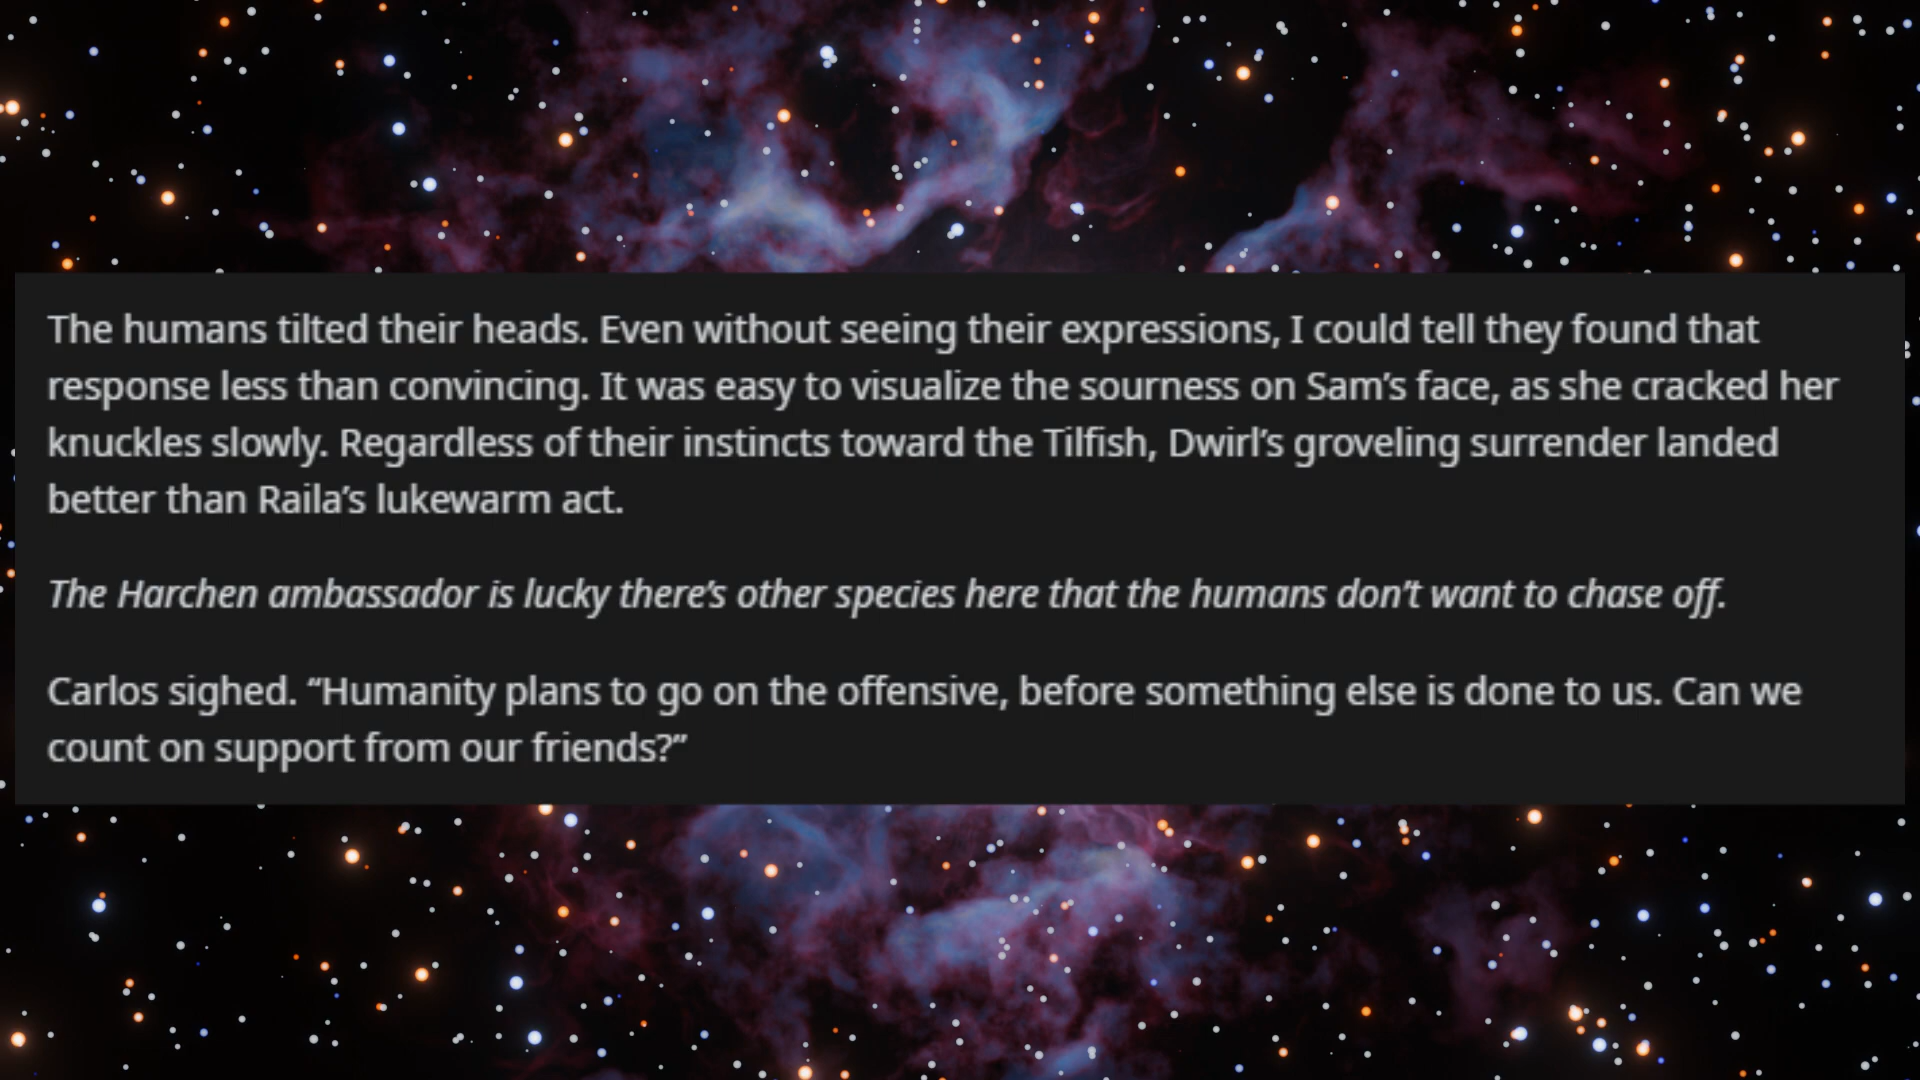 The humans tilted their heads. Even without seeing their expressions, I could tell they found that
response less than convincing. It was easy to visualize the sourness on Sam’s face, as she cracked her
knuckles slowly. Regardless of their instincts toward the Tilfish, Dwirl’s groveling surrender landed
better than Raila’s lukewarm act.
The Harchen ambassador is lucky there’s other species here that the humans don’t want to chase off.
Carlos sighed. “Humanity plans to go on the offensive, before something else is done to us. Can we
count on support from our friends?”